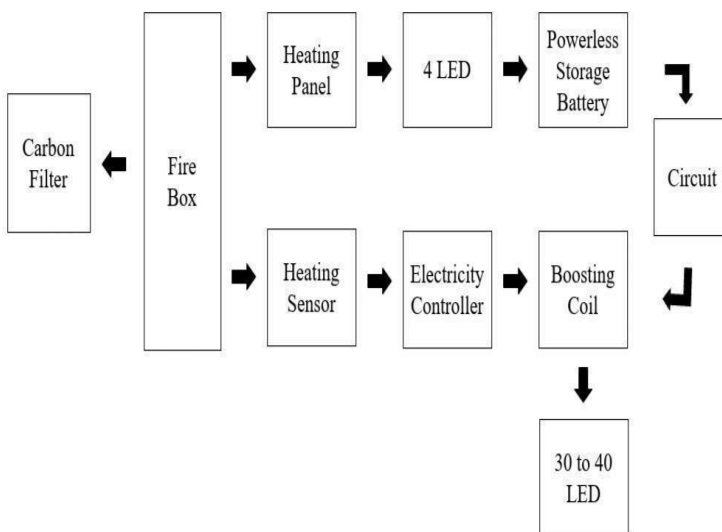 Heating
Panel
4 LED
Powerless
Storage
Battery
Carbon
Filter
Fire
Box
Circuit
Heating
Sensor
Electricity
Controller
Boosting
Coil
30 to 40
LED